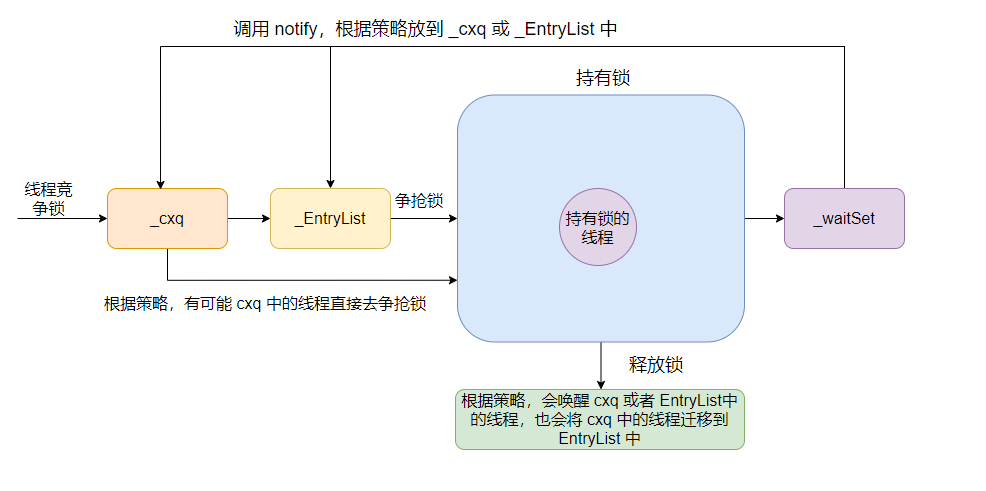 调用 notify，根据策略放到 _cxq 或 _EntryList 中
持有锁
线程竞
争锁
_cxq
_EntryList
争抢锁
持有锁的
线程
_waitSet
根据策略，有可能 cxq 中的线程直接去争抢锁
释放锁
根据策略，会唤醒 cxq 或者 EntryList中
的线程，也会将 cxq 中的线程迁移到
EntryList 中